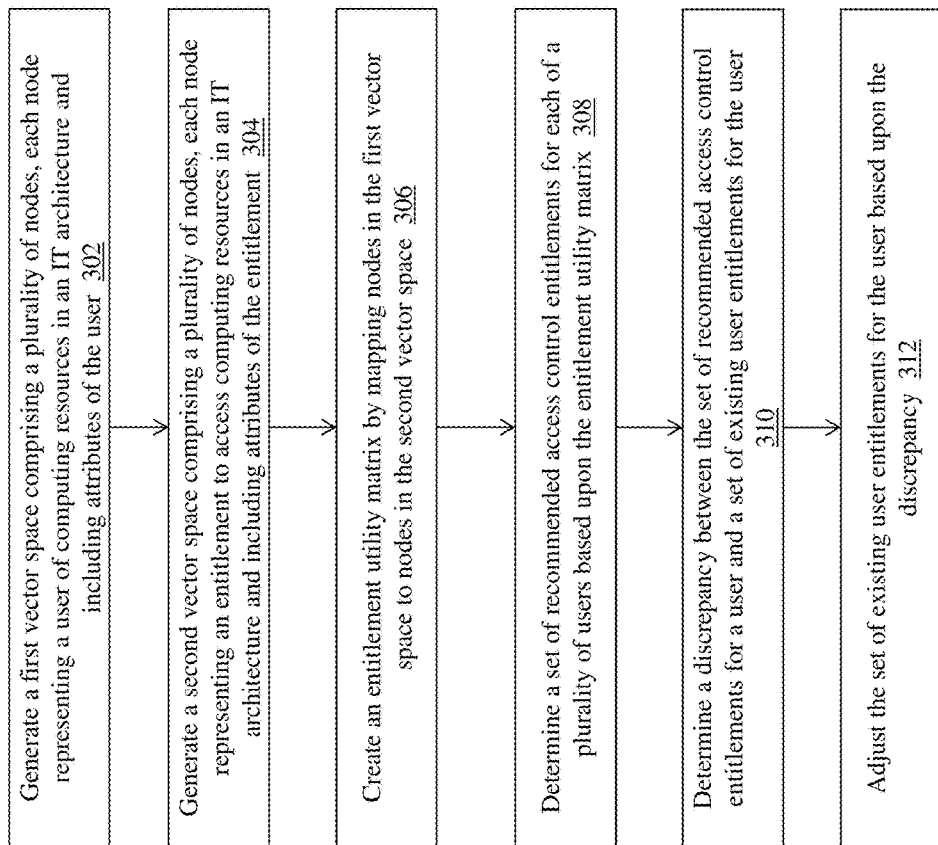 Generate a first vector space comprising a plurality of nodes, each node
representing a user of computing resources in an IT architecture and
including attributes of the user 302
Generate a second vector space comprising a plurality of nodes, each node
representing an entitlement to access computing resources in an IT
architecture and including attributes of the entitlement 304
Create an entitlement utility matrix by mapping nodes in the first vector
space to nodes in the second vector space 306
Determine a set of recommended access control entitlements for each of a
plurality of users based upon the entitlement utility matrix 308
Determine a discrepancy between the set of recommended access control
entitlements for a user and a set of existing user entitlements for the user
310
Adjust the set of existing user entitlements for the user based upon the
discrepancy 312